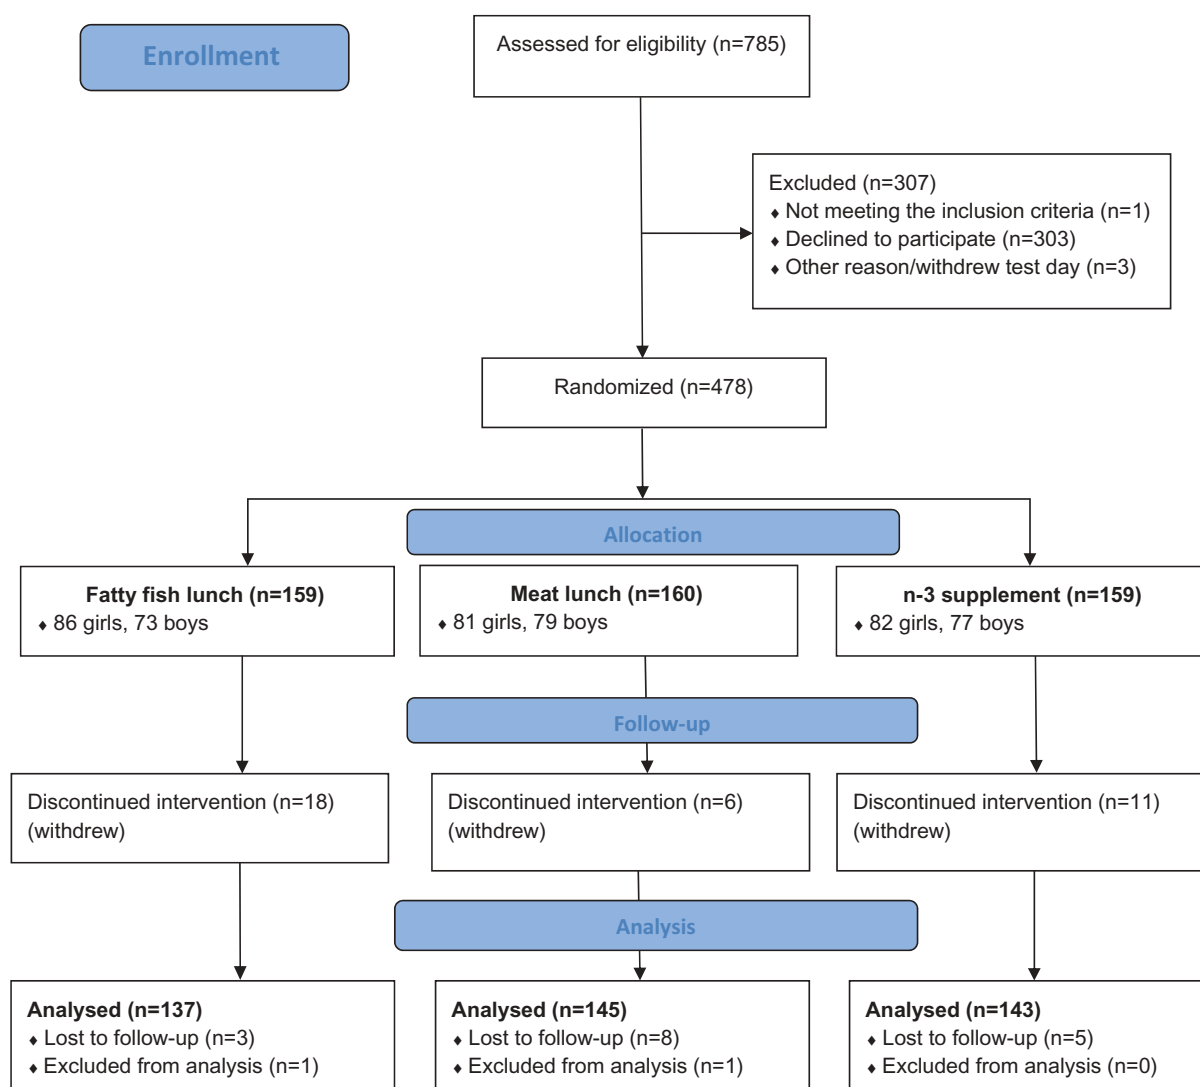 Enrollment
Assessed for eligibility (n=785)
Excluded (n=307)
♦ Not meeting the inclusion criteria (n=1)
♦ Declined to participate (n=303)
♦ Other reason/withdrew test day (n=3)
Randomized (n=478)
Allocation
Fatty fish lunch (n=159)
♦ 86 girls, 73 boys
Meat lunch (n=160)
♦ 81 girls, 79 boys
n-3 supplement (n=159)
♦ 82 girls, 77 boys
Follow-up
Discontinued intervention (n=18)
(withdrew)
Discontinued intervention (n=6)
(withdrew)
Discontinued intervention (n=11)
(withdrew)
Analysis
Analysed (n=137)
♦ Lost to follow-up (n=3)
♦ Excluded from analysis (n=1)
Analysed (n=145)
♦ Lost to follow-up (n=8)
♦ Excluded from analysis (n=1)
Analysed (n=143)
♦ Lost to follow-up (n=5)
♦ Excluded from analysis (n=0)